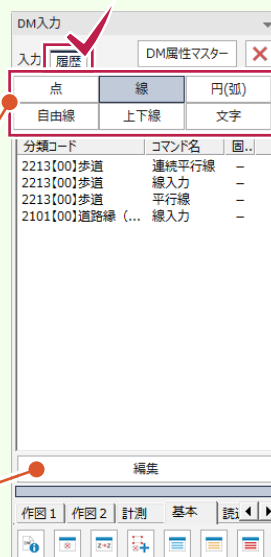 DM入力
入力 履歴 DM属性マスター
点 線 円(弧)
自由線 上下線 文字
分類コード コマンド名 固...
2213【00】歩道 連続平行線 −
2213【00】歩道 線入力 −
2213【00】歩道 平行線 −
2101【00】道路縁（... 線入力 −
編集
作図1 作図2 計測 基本